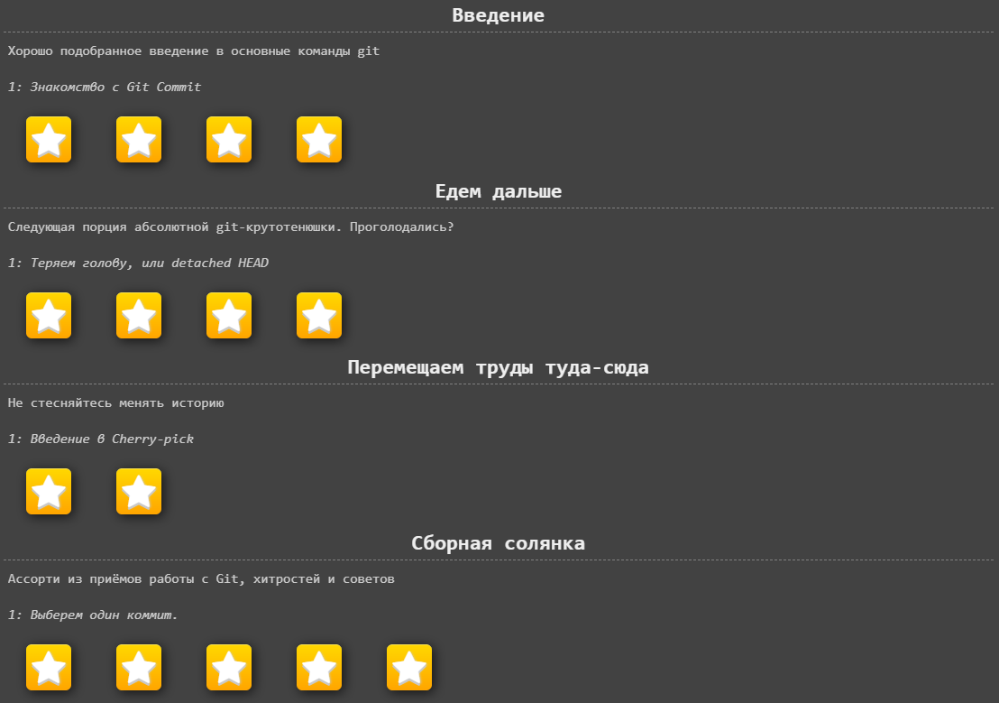 Введение
Хорошо подобранное введение в основные команды git
1: Знакомство с Git Commit
Едем дальше
Следующая порция абсолютной git-крутотенюшки. Проголодались?
1: Теряем голову, или detached HEAD
Перемещаем труды туда-сюда
Не стесняйтесь менять историю
1: Введение в Cherry-pick
Сборная солянка
Ассорти из приёмов работы с Git, хитростей и советов
1: Выберем один коммит.